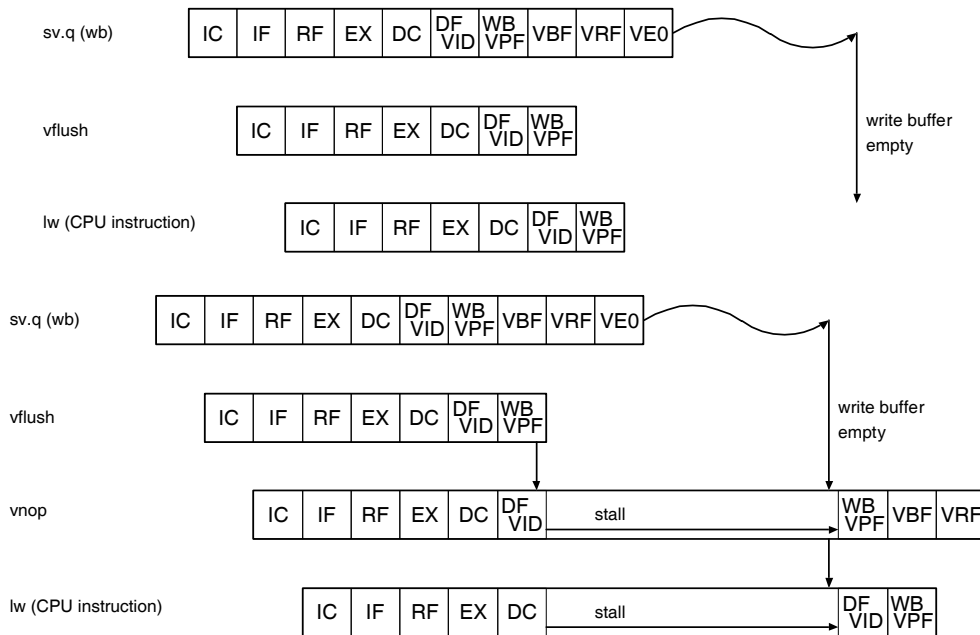 sv.q (wb) IC IF RF EX DC DF VID WB VPF VBF VRF VE0
write buffer
empty
vflush IC IF RF EX DC DF VID WB VPF
lw (CPU instruction) IC IF RF EX DC DF VID WB VPF
sv.q (wb) IC IF RF EX DC DF VID WB VPF VBF VRF VE0
vflush IC IF RF EX DC DF VID WB VPF
write buffer
empty
vnop IC IF RF EX DC DF VID stall WB VPF VBF VRF
lw (CPU instruction) IC IF RF EX DC stall DF VID WB VPF